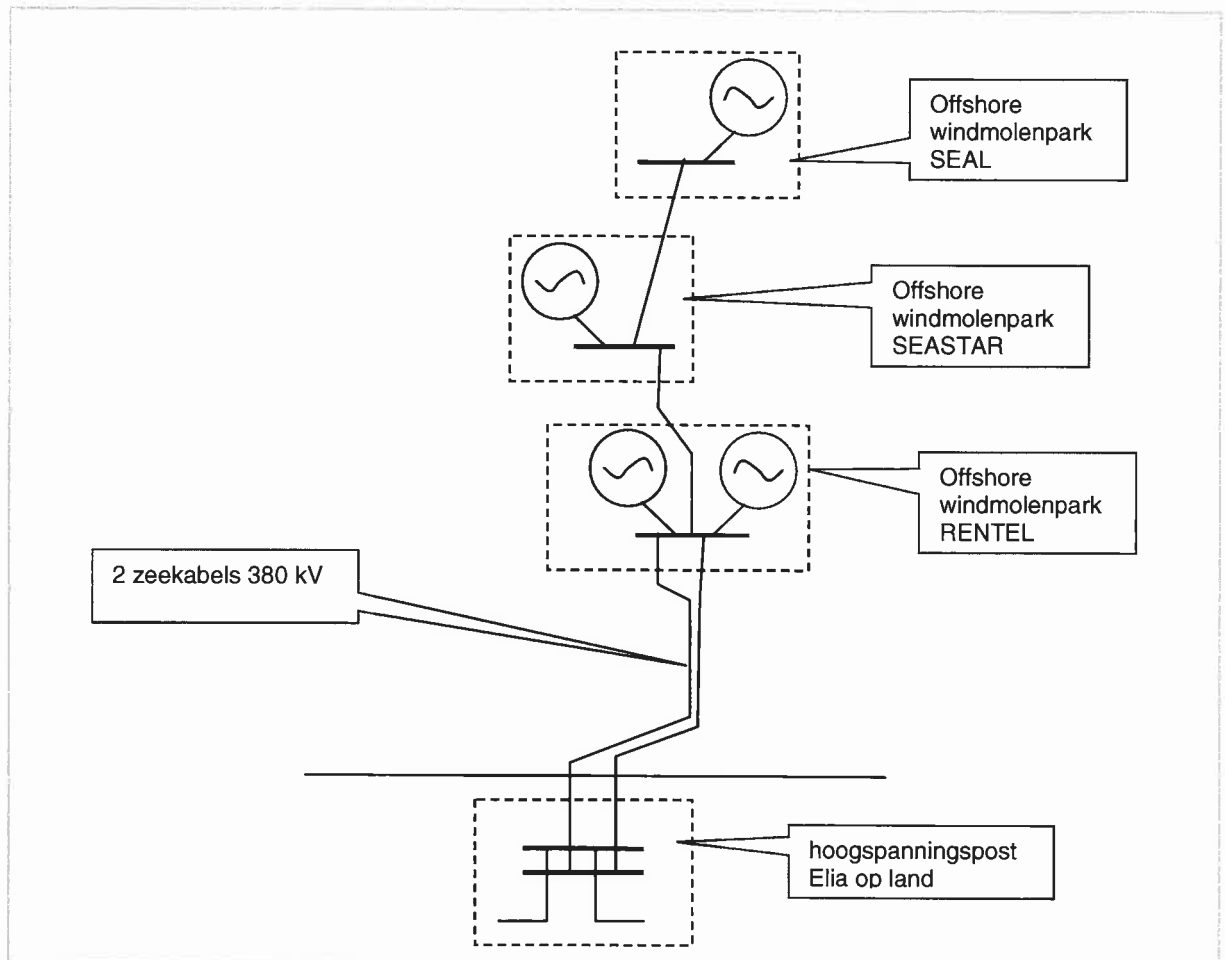 Offshore
windmolenpark
SEAL
Offshore
windmolenpark
SEASTAR
Offshore
windmolenpark
RENTEL
2 zeekabels 380 kV
hoogspanningspost
Elia op land